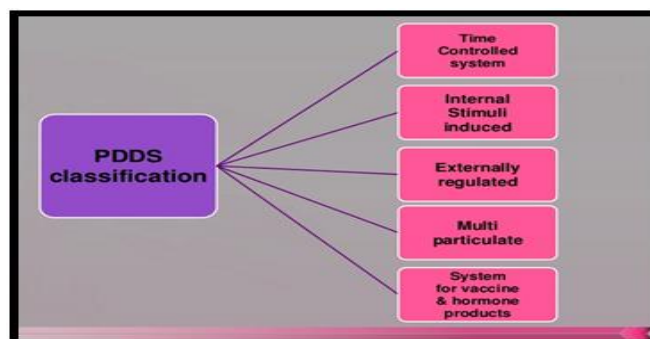 PDDS
classification
Time
Controlled
system
Internal
Stimuli
induced
Externally
regulated
Multi
particulate
System
for vaccine
& hormone
products